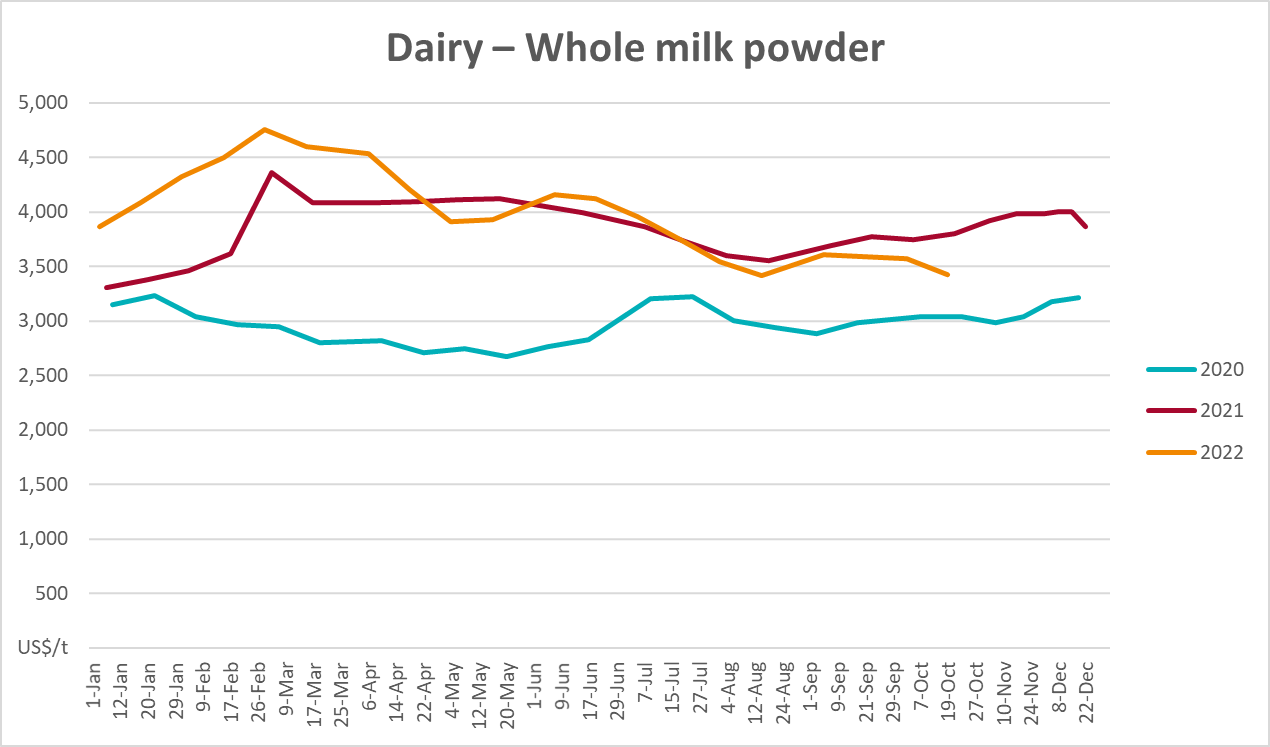 Dairy – Whole milk powder
5,000
4,500
4,000
3,500
3,000
2,500
2,000
1,500
1,000
500
US$/t
1-Jan
12-Jan
20-Jan
29-Jan
9-Feb
17-Feb
26-Feb
9-Mar
17-Mar
25-Mar
6-Apr
14-Apr
22-Apr
4-May
12-May
20-May
1-Jun
9-Jun
17-Jun
29-Jun
7-Jul
15-Jul
27-Jul
4-Aug
12-Aug
24-Aug
1-Sep
9-Sep
21-Sep
29-Sep
7-Oct
19-Oct
27-Oct
10-Nov
24-Nov
8-Dec
22-Dec
2020
2021
2022